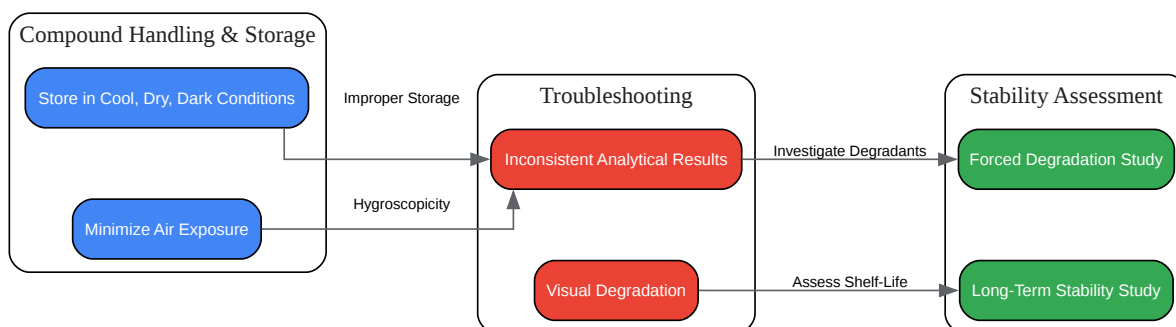 Compound Handling & Storage
Store in Cool, Dry, Dark Conditions
Minimize Air Exposure
Improper Storage
Hygroscopicity
Troubleshooting
Inconsistent Analytical Results
Visual Degradation
Investigate Degradants
Assess Shelf-Life
Stability Assessment
Forced Degradation Study
Long-Term Stability Study